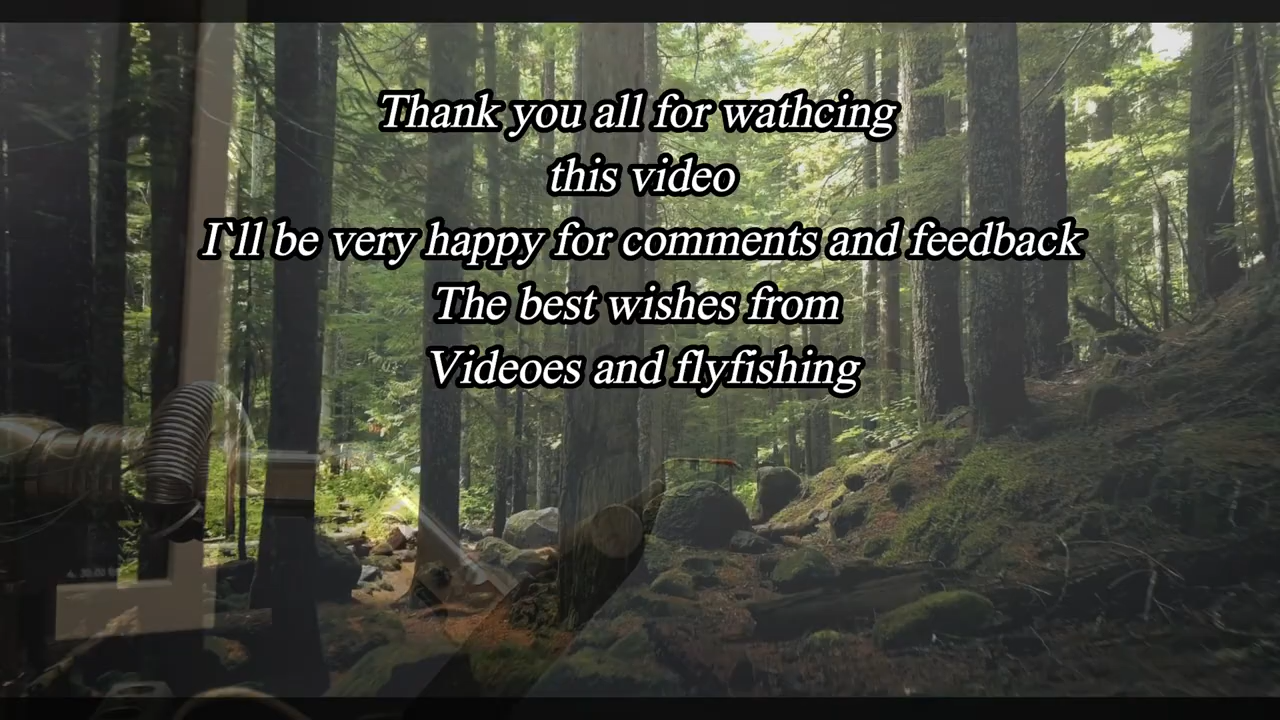 Thank you all for wathcing
this video
I`ll be very happy for comments and feedback
The best wishes from
Videoes and flyfishing